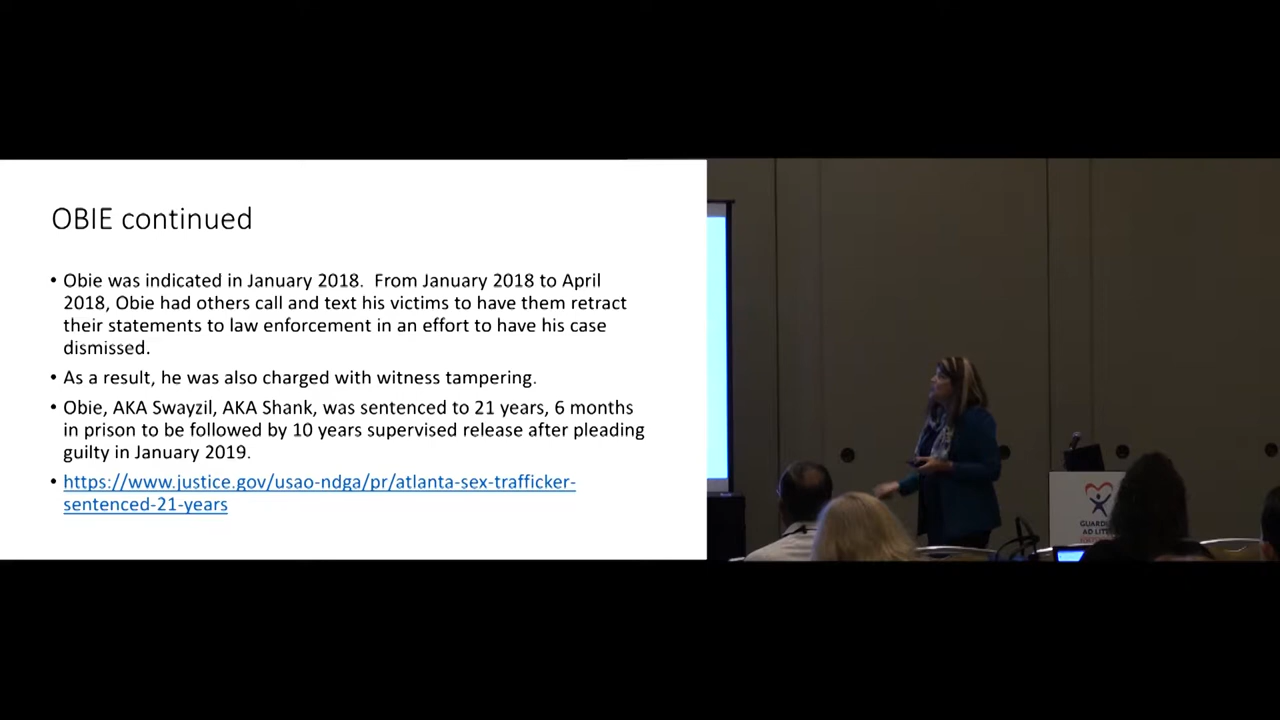 OBIE continued
• Obie was indicated in January 2018.  From January 2018 to April
2018, Obie had others call and text his victims to have them retract
their statements to law enforcement in an effort to have his case
dismissed.
• As a result, he was also charged with witness tampering.
• Obie, AKA Swayzil, AKA Shank, was sentenced to 21 years, 6 months
in prison to be followed by 10 years supervised release after pleading
guilty in January 2019.
• https://www.justice.gov/usao-ndga/pr/atlanta-sex-trafficker-
sentenced-21-years
AD